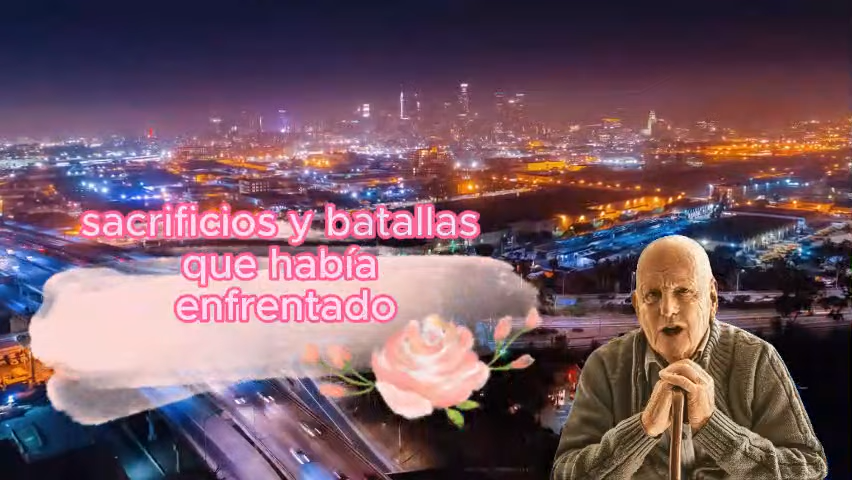 sacrificios y batallas
que había
enfrentado